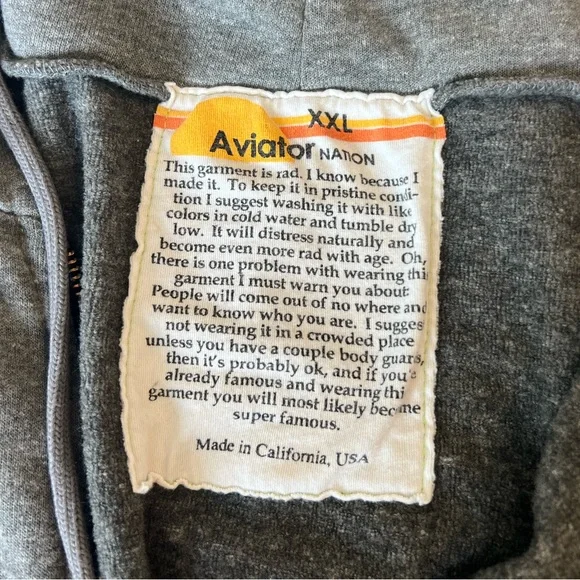 XXL
Aviator NATION
This garment is rad. I know because I
made it. To keep it in pristine condi-
tion I suggest washing it with like
colors in cold water and tumble dry
low. It will distress naturally and
become even more rad with age. Oh,
there is one problem with wearing thi
garment I must warn you about:
People will come out of no where and
want to know who you are. I sugges
not wearing it in a crowded place
unless you have a couple body guars,
then it's probably ok, and if you'e
already famous and wearing thi
garment you will most likely become
super famous.
Made in California, USA